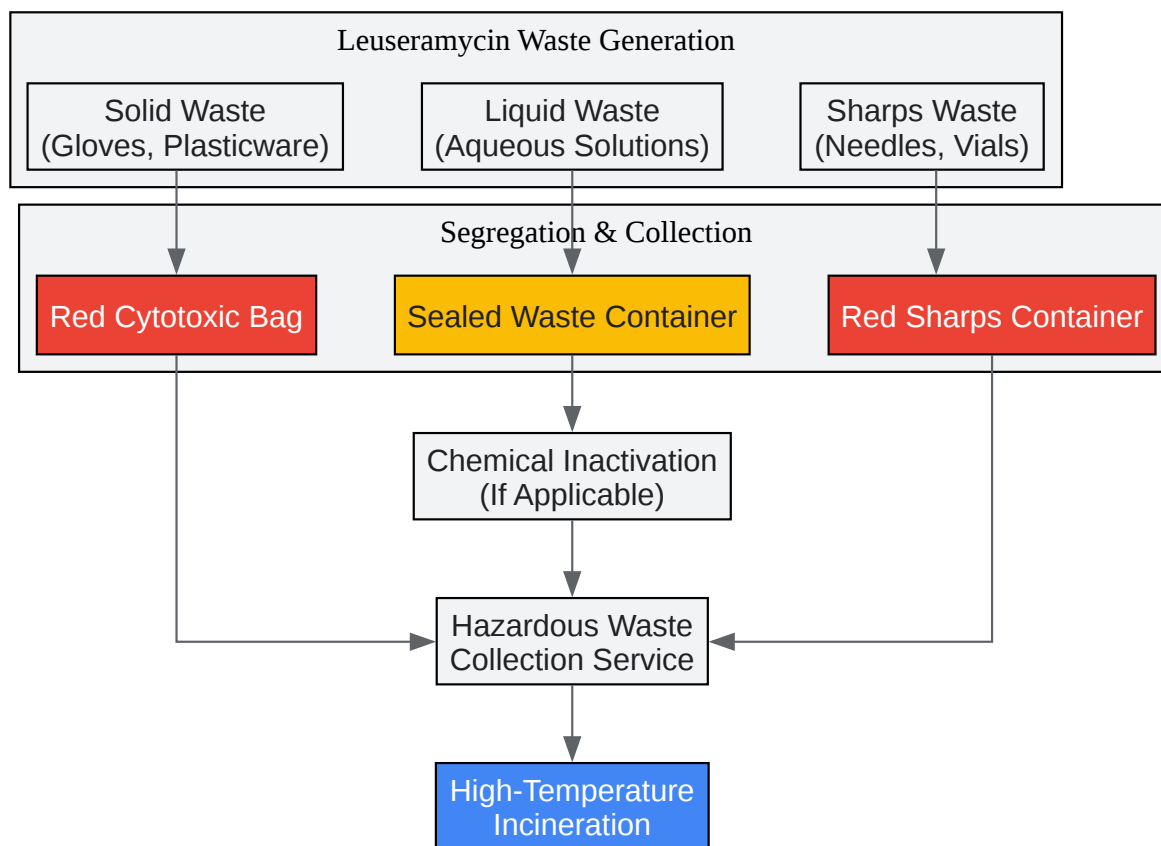 Leuseramycin Waste Generation
Solid Waste
(Gloves, Plasticware)
Liquid Waste
(Aqueous Solutions)
Sharps Waste
(Needles, Vials)
Segregation & Collection
Red Cytotoxic Bag
Sealed Waste Container
Red Sharps Container
Chemical Inactivation
(If Applicable)
Hazardous Waste
Collection Service
High-Temperature
Incineration